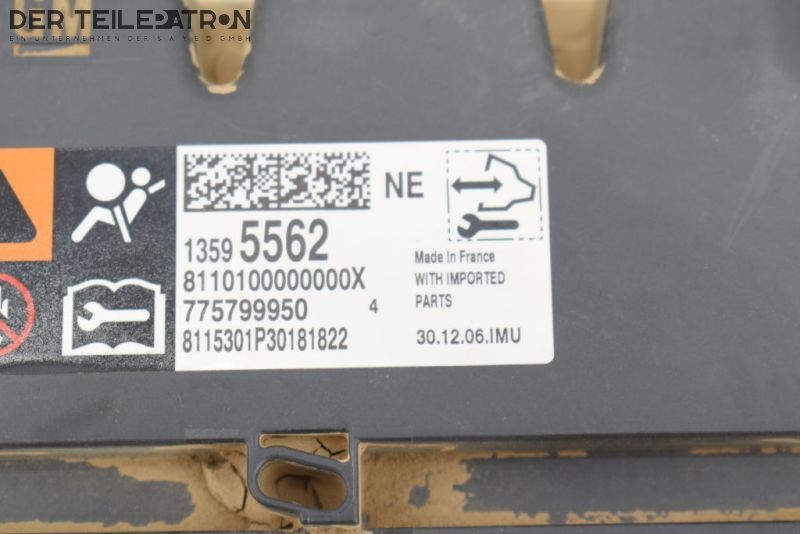 DER TEILEPATRON
EIN UNTERNEHMEN DER S.A.Y.E.D GMBH
NE
1359 5562
8110100000000X
775799950 4
8115301P30181822
Made In France
WITH IMPORTED
PARTS
30.12.06.IMU